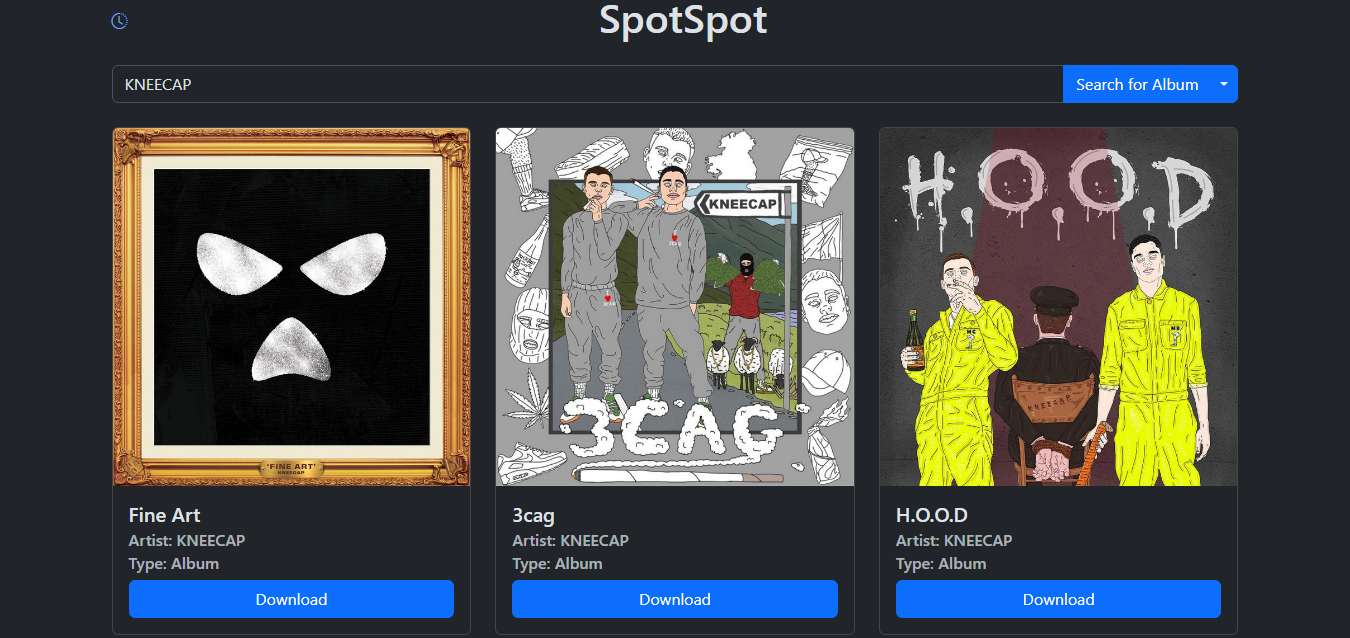 SpotSpot
KNEECAP
Search for Album
'FINE ART'
KNEECAP
KNEECAP
3CAG
H.O.O.D
KNEECAP
Fine Art
Artist: KNEECAP
Type: Album
Download
3cag
Artist: KNEECAP
Type: Album
Download
H.O.O.D
Artist: KNEECAP
Type: Album
Download